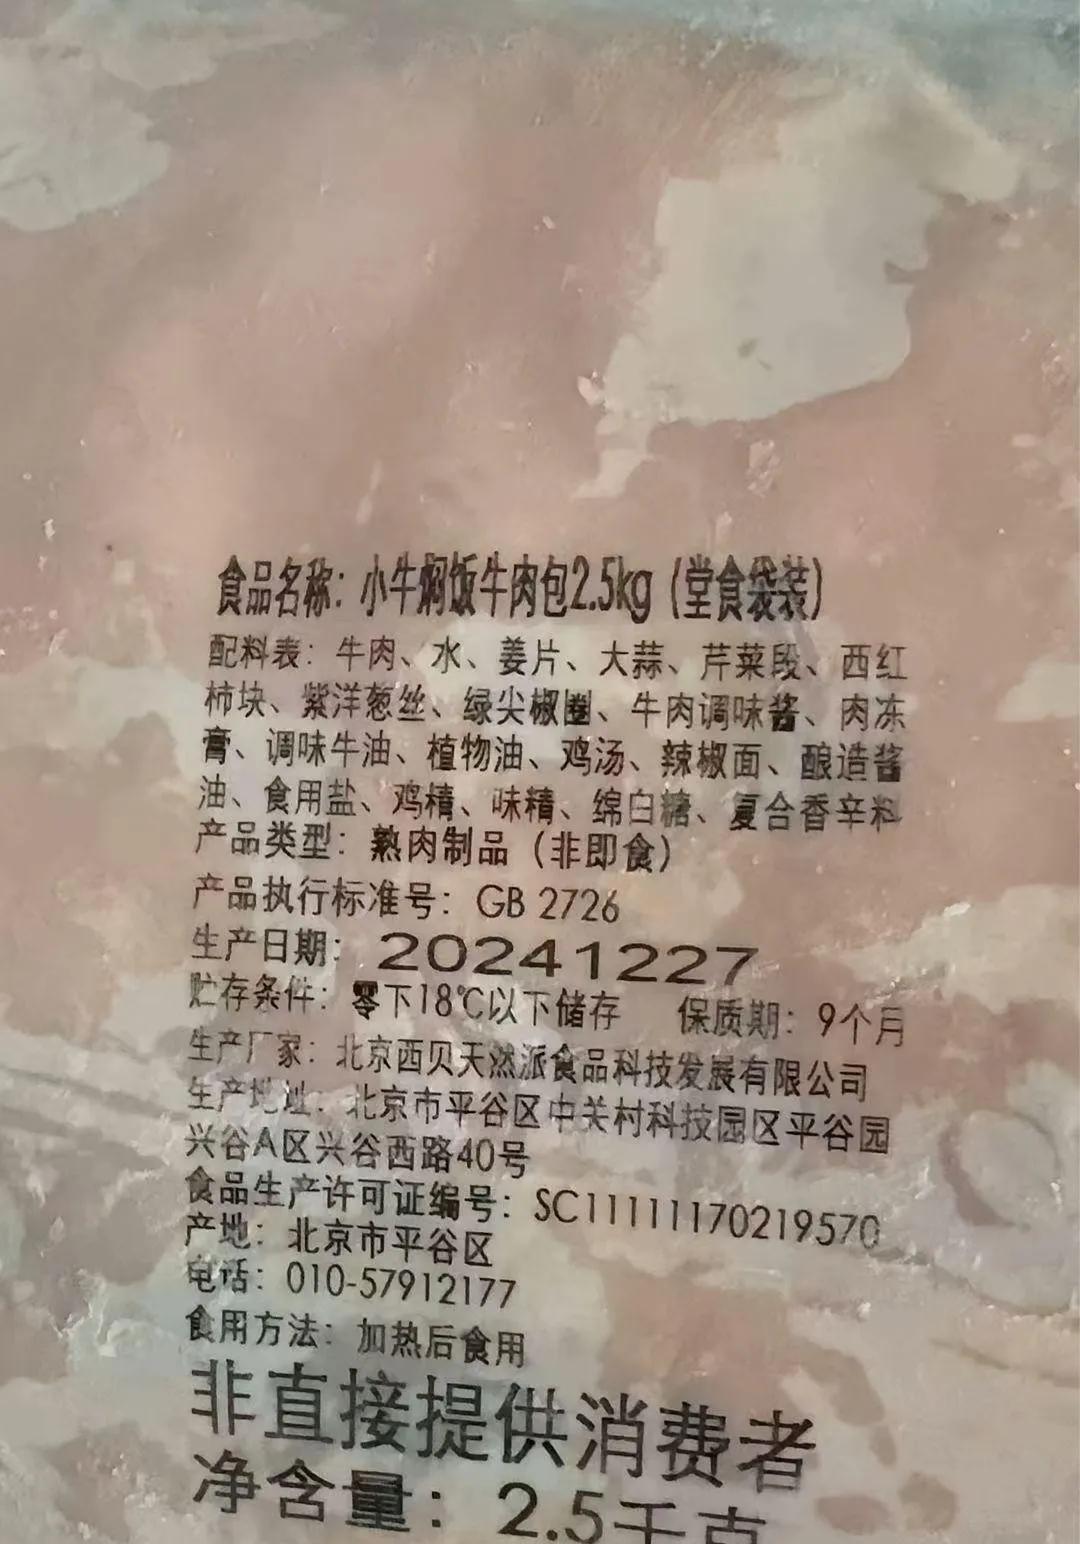 食品名称：小牛焖饭牛肉包2.5kg（堂食袋装）
配料表：牛肉、水、姜片、大蒜、芹菜段、西红
柿块、紫洋葱丝、绿尖椒圈、牛肉调味酱、肉冻
膏、调味牛油、植物油、鸡汤、辣椒面、酿造酱
油、食用盐、鸡精、味精、绵白糖、复合香辛料
产品类型：熟肉制品（非即食）
产品执行标准号：GB 2726
生产日期：20241227
贮存条件：零下18℃以下储存 保质期：9个月
生产厂家：北京西贝天然派食品科技发展有限公司
生产地址：北京市平谷区中关村科技园区平谷园
兴谷A区兴谷西路40号
食品生产许可证编号：SC11111170219570
产地：北京市平谷区
电话：010-57912177
食用方法：加热后食用
非直接提供消费者
净含量：2.5千克